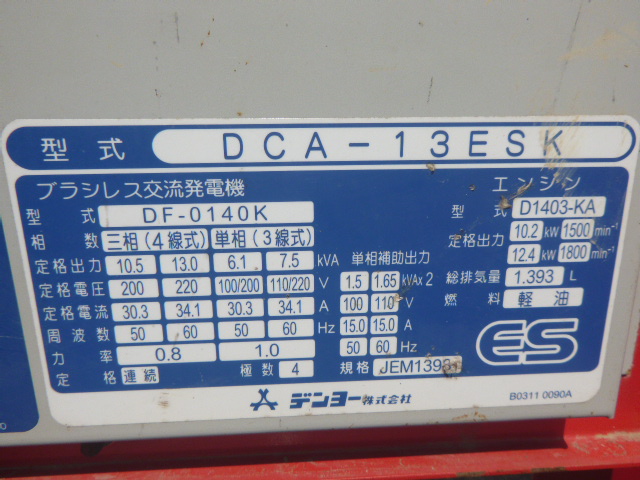 型式 DCA-13ESK
ブラシレス交流発電機
型式 DF-0140K
相数 三相(4線式) 単相(3線式)
定格出力 10.5 13.0 6.1 7.5 kVA
定格電圧 200 220 100/200 110/220 V
定格電流 30.3 34.1 30.3 34.1 A
周波数 50 60 50 60 Hz
力率 0.8 1.0
定格 連続 極数 4
単相補助出力
1.5 1.65 kVA×2
100 110 V
15.0 15.0 A
50 60 Hz
規格 JEM1398
エンジン
型式 D1403-KA
定格出力 10.2 kW 1500 min⁻¹
12.4 kW 1800 min⁻¹
総排気量 1.393 L
燃料 軽油
ES
デンヨー株式会社
B0311 0090A